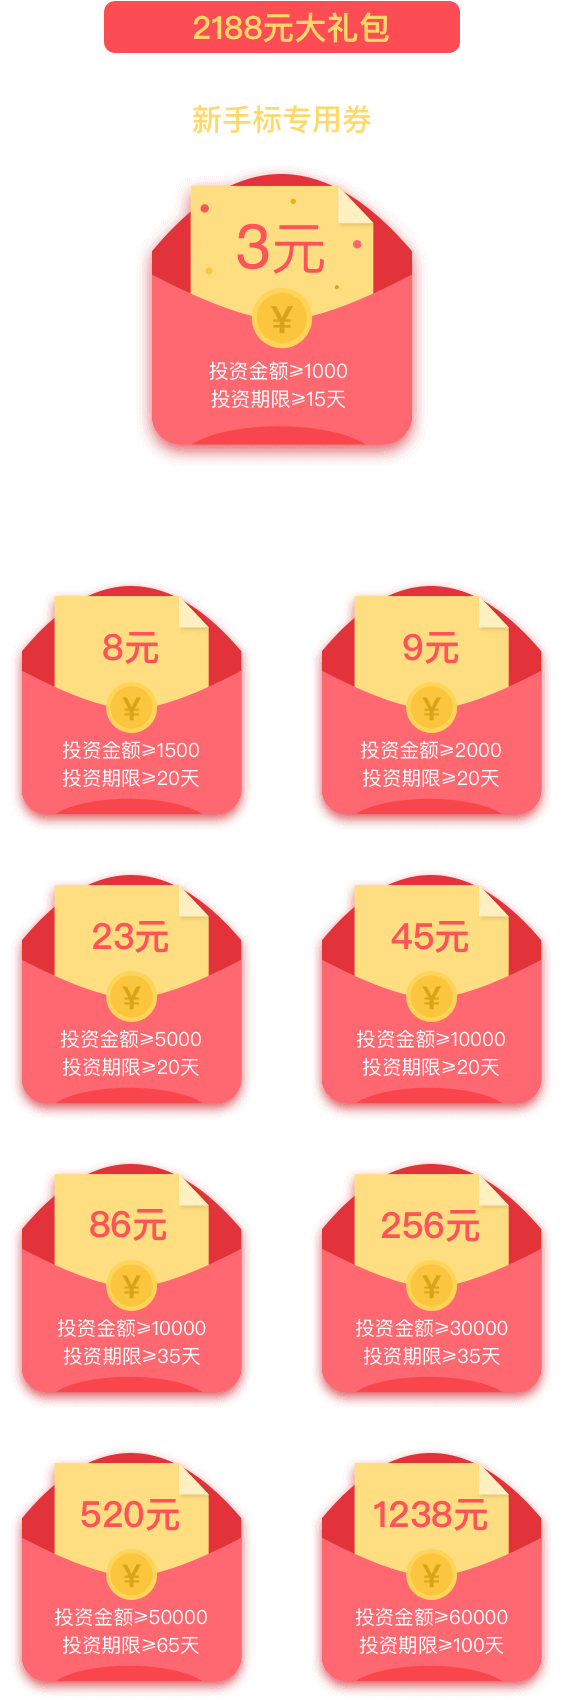 2188元大礼包
新手标专用券
3元
¥
投资金额≥1000
投资期限≥15天
8元
¥
投资金额≥1500
投资期限≥20天
9元
¥
投资金额≥2000
投资期限≥20天
23元
¥
投资金额≥5000
投资期限≥20天
45元
¥
投资金额≥10000
投资期限≥20天
86元
¥
投资金额≥10000
投资期限≥35天
256元
¥
投资金额≥30000
投资期限≥35天
520元
¥
投资金额≥50000
投资期限≥65天
1238元
¥
投资金额≥60000
投资期限≥100天